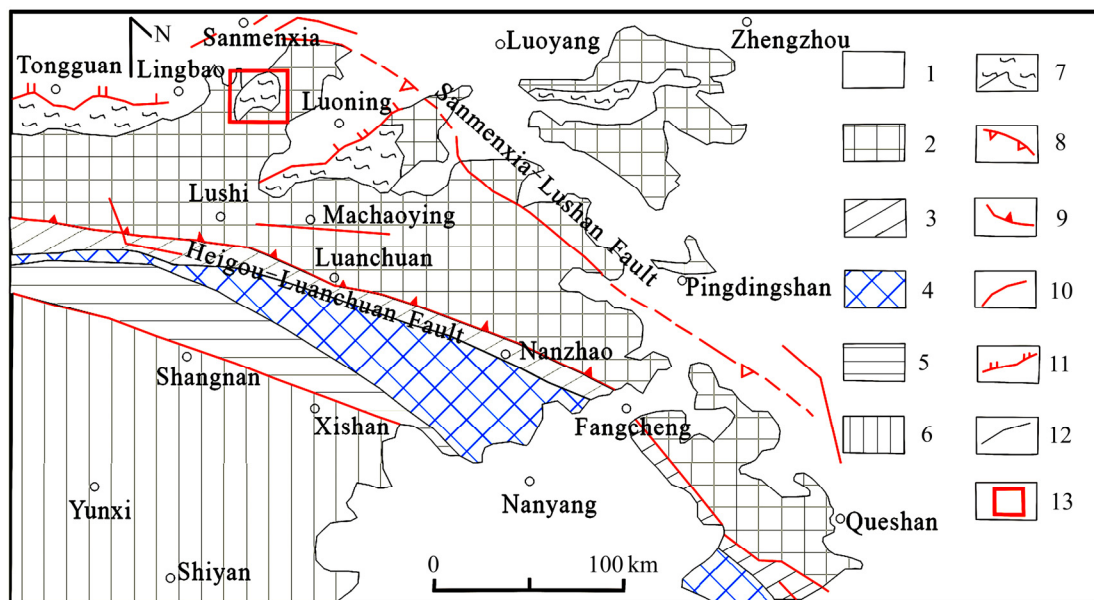 N
Sanmenxia
Luoyang
Zhengzhou
Tongguan
Lingbao
Luoning
Sanmenxia-Lushan Fault
Lushi
Machaoying
Luanchuan
Heigou-Luanchuan Fault
Pingdingshan
Nanzhao
Shangnan
Xishan
Fangcheng
Yunxi
Nanyang
Queshan
Shiyan
0
100 km
1
2
3
4
5
6
7
8
9
10
11
12
13